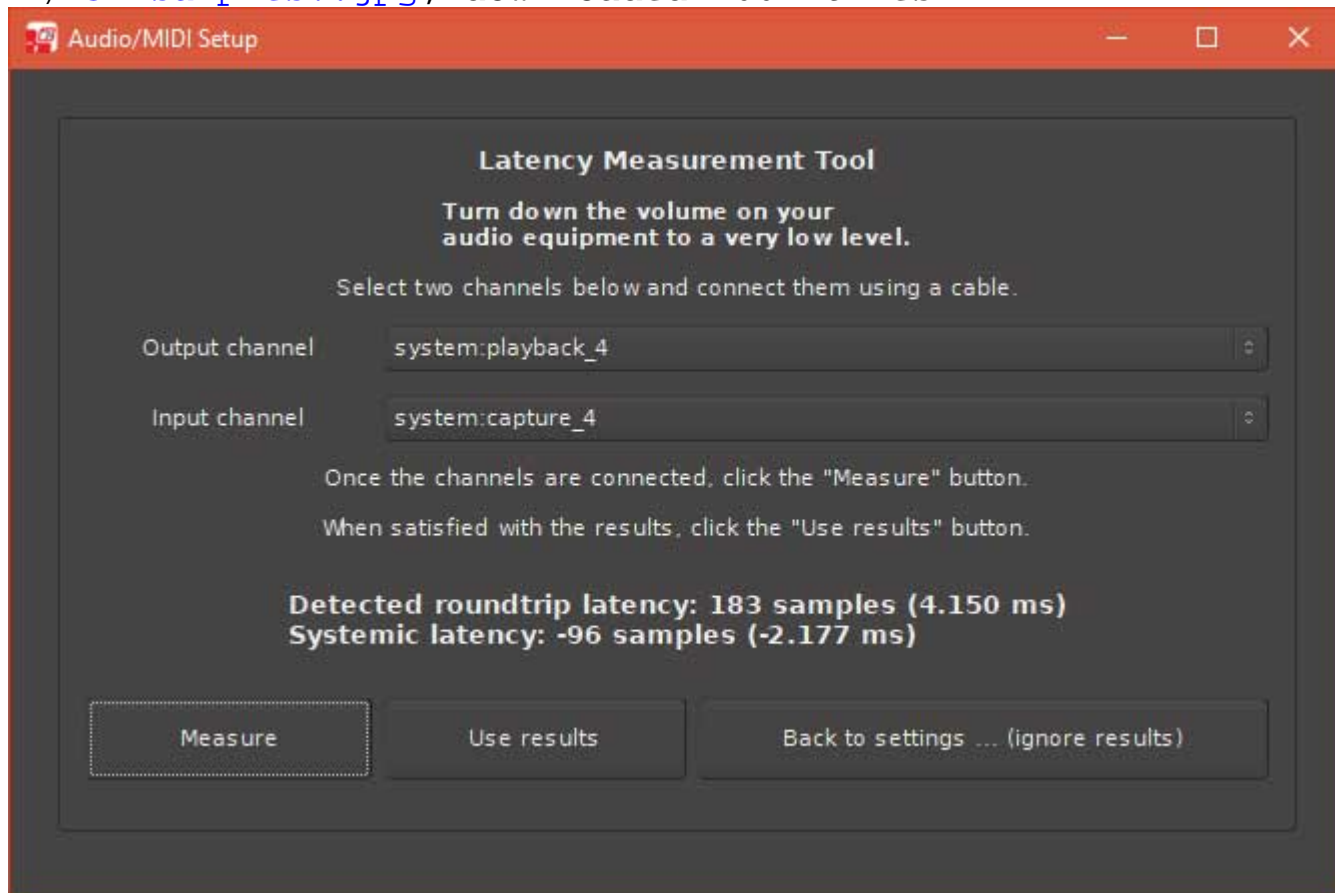 Audio/MIDI Setup
Latency Measurement Tool
Turn down the volume on your
audio equipment to a very low level.
Select two channels below and connect them using a cable.
Output channel system:playback_4
Input channel system:capture_4
Once the channels are connected, click the "Measure" button.
When satisfied with the results, click the "Use results" button.
Detected roundtrip latency: 183 samples (4.150 ms)
Systemic latency: -96 samples (-2.177 ms)
Measure Use results Back to settings ... (ignore results)